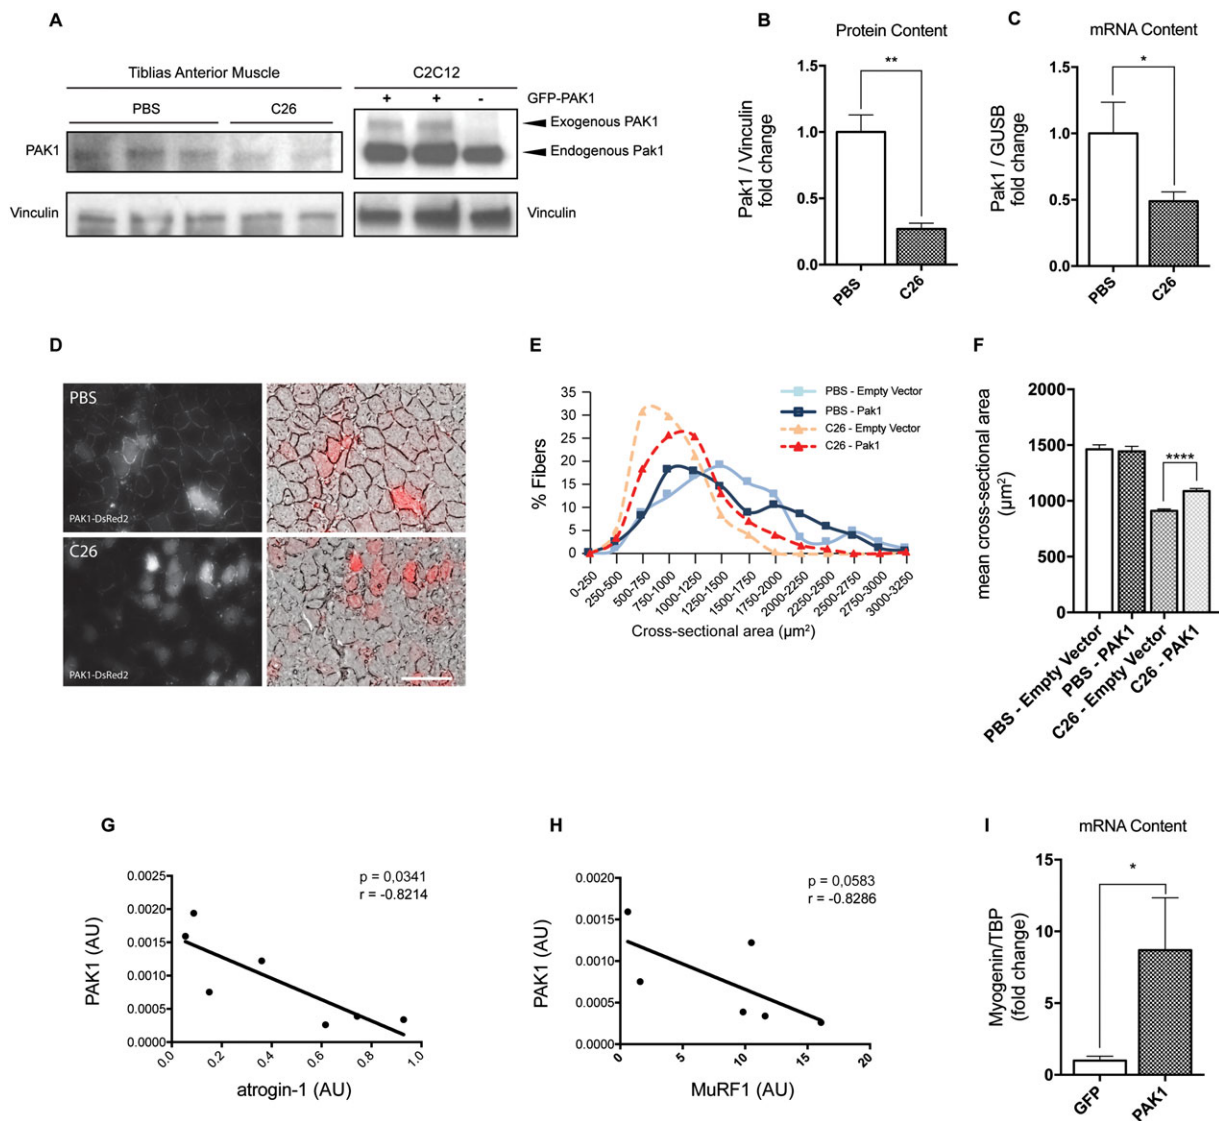 A
Tiblias Anterior Muscle
C2C12
PBS
C26
GFP-PAK1
+
+
-
PAK1
Exogenous PAK1
Endogenous Pak1
Vinculin
Vinculin
B
Protein Content
**
Pak1 / Vinculin
fold change
1.5
1.0
0.5
0.0
PBS
C26
C
mRNA Content
*
Pak1 / GUSB
fold change
1.5
1.0
0.5
0.0
PBS
C26
D
PBS
PAK1-DsRed2
C26
PAK1-DsRed2
E
% Fibers
35
30
25
20
15
10
5
0
PBS - Empty Vector
PBS - Pak1
C26 - Empty Vector
C26 - Pak1
0-250
250-500
500-750
750-1000
1000-1250
1250-1500
1500-1750
1750-2000
2000-2250
2250-2500
2500-2750
2750-3000
3000-3250
Cross-sectional area (µm²)
F
mean cross-sectional area
(µm²)
2000
1500
1000
500
0
****
PBS - Empty Vector
PBS - PAK1
C26 - Empty Vector
C26 - PAK1
G
p = 0,0341
r = -0.8214
PAK1 (AU)
0.0025
0.0020
0.0015
0.0010
0.0005
0.0000
0.0
0.2
0.4
0.6
0.8
1.0
atrogin-1 (AU)
H
p = 0,0583
r = -0.8286
PAK1 (AU)
0.0020
0.0015
0.0010
0.0005
0.0000
0
5
10
15
20
MuRF1 (AU)
I
mRNA Content
*
Myogenin/TBP
(fold change)
15
10
5
0
GFP
PAK1